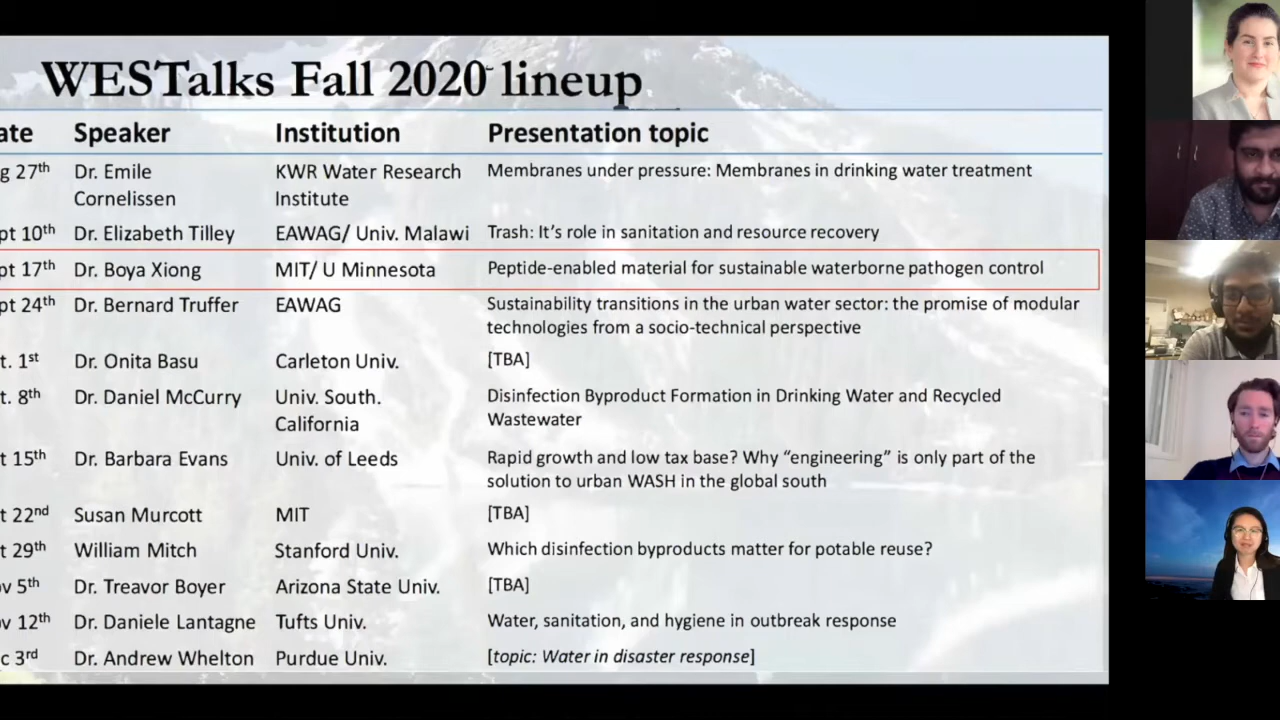 WESTalks Fall 2020 lineup
ate Speaker Institution Presentation topic
g 27th Dr. Emile KWR Water Research Membranes under pressure: Membranes in drinking water treatment
Cornelissen Institute
pt 10th Dr. Elizabeth Tilley EAWAG/ Univ. Malawi Trash: It's role in sanitation and resource recovery
pt 17th Dr. Boya Xiong MIT/ U Minnesota Peptide-enabled material for sustainable waterborne pathogen control
pt 24th Dr. Bernard Truffer EAWAG Sustainability transitions in the urban water sector: the promise of modular
technologies from a socio-technical perspective
t. 1st Dr. Onita Basu Carleton Univ. [TBA]
t. 8th Dr. Daniel McCurry Univ. South. Disinfection Byproduct Formation in Drinking Water and Recycled
California Wastewater
t 15th Dr. Barbara Evans Univ. of Leeds Rapid growth and low tax base? Why “engineering” is only part of the
solution to urban WASH in the global south
t 22nd Susan Murcott MIT [TBA]
t 29th William Mitch Stanford Univ. Which disinfection byproducts matter for potable reuse?
ov 5th Dr. Treavor Boyer Arizona State Univ. [TBA]
ov 12th Dr. Daniele Lantagne Tufts Univ. Water, sanitation, and hygiene in outbreak response
c 3rd Dr. Andrew Whelton Purdue Univ. [topic: Water in disaster response]